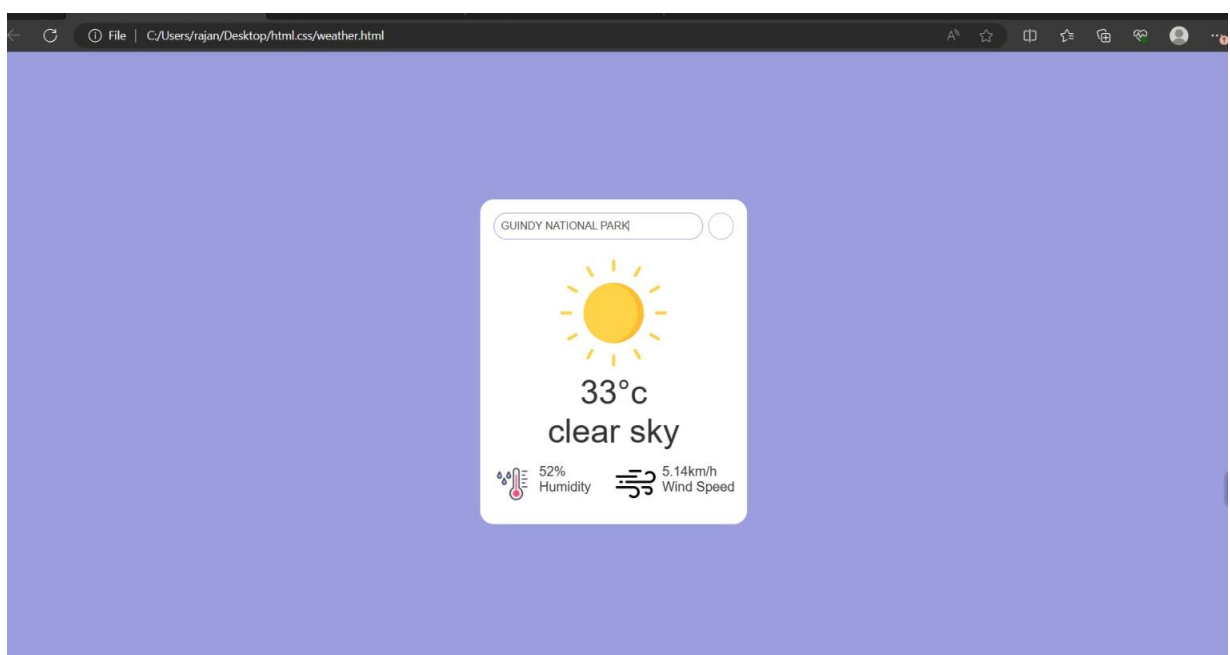 File | C:/Users/rajan/Desktop/html.css/weather.html
GUINDY NATIONAL PARK
33°c
clear sky
52%
Humidity
5.14km/h
Wind Speed